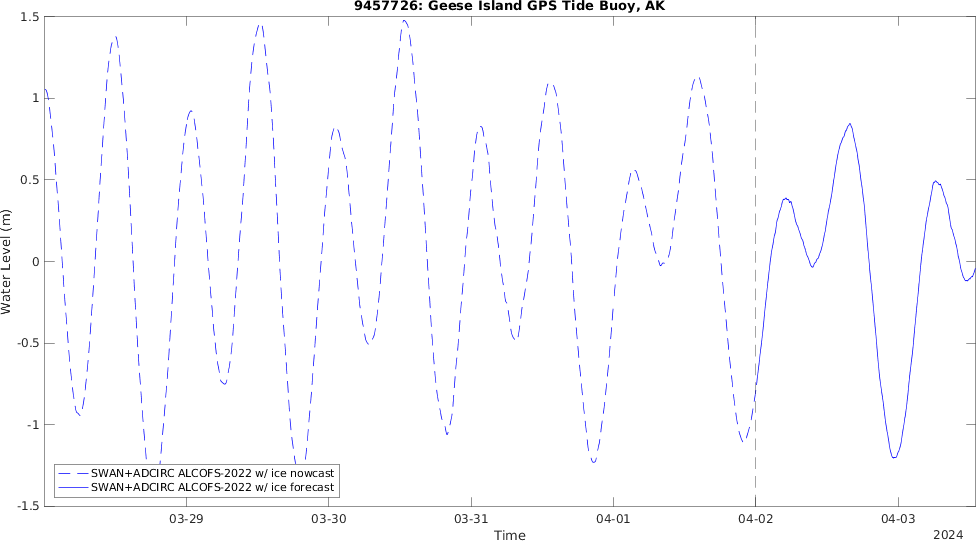 9457726: Geese Island GPS Tide Buoy, AK
1.5
1
0.5
0
-0.5
-1
-1.5
Water Level (m)
SWAN+ADCIRC ALCOFS-2022 w/ ice nowcast
SWAN+ADCIRC ALCOFS-2022 w/ ice forecast
03-29 03-30 03-31 04-01 04-02 04-03
Time
2024